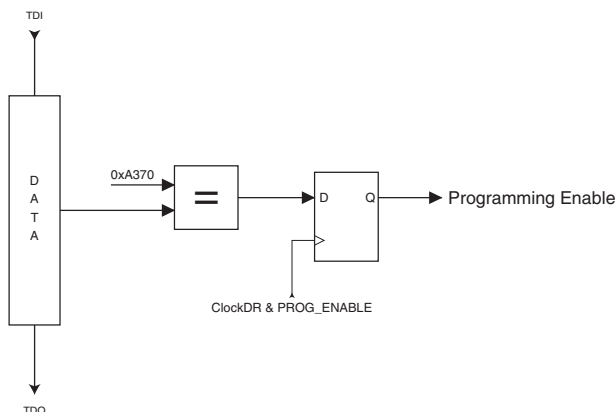 TDI
D
A
T
A
0xA370
=
D
Q
Programming Enable
ClockDR & PROG_ENABLE
TDO